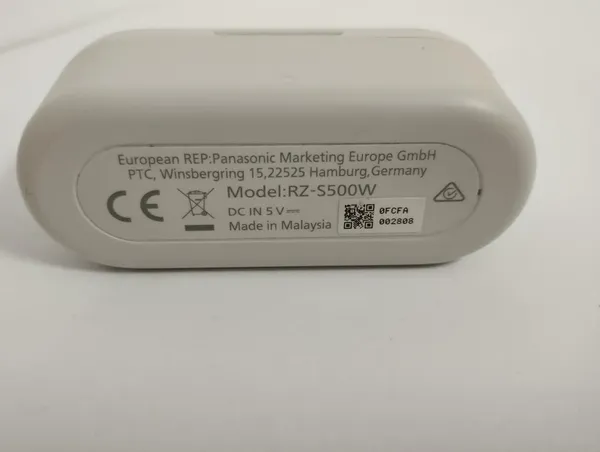 European REP:Panasonic Marketing Europe GmbH
PTC, Winsbergring 15,22525 Hamburg,Germany
CE
Model:RZ-S500W
DC IN 5V⎓
Made in Malaysia
0FCFA
002808